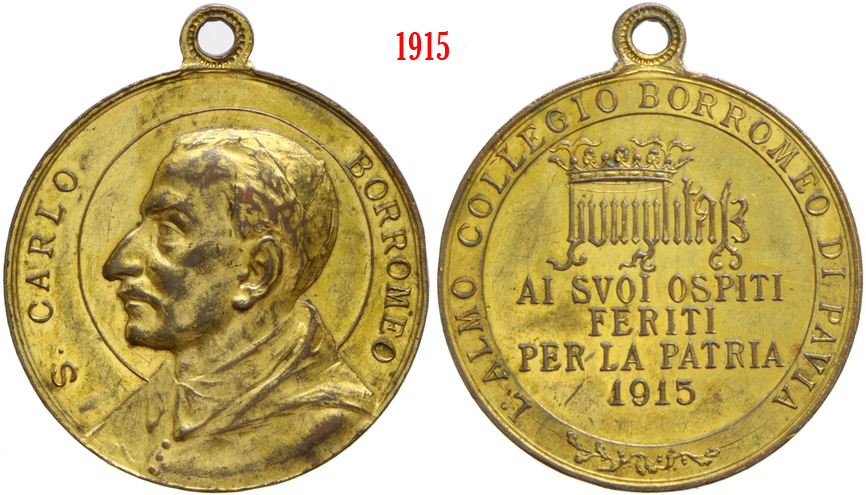 1915
S. CARLO BORROMEO
L'ALMO COLLEGIO BORROMEO DI PAVIA
humilitas
AI SVOI OSPITI
FERITI
PER LA PATRIA
1915